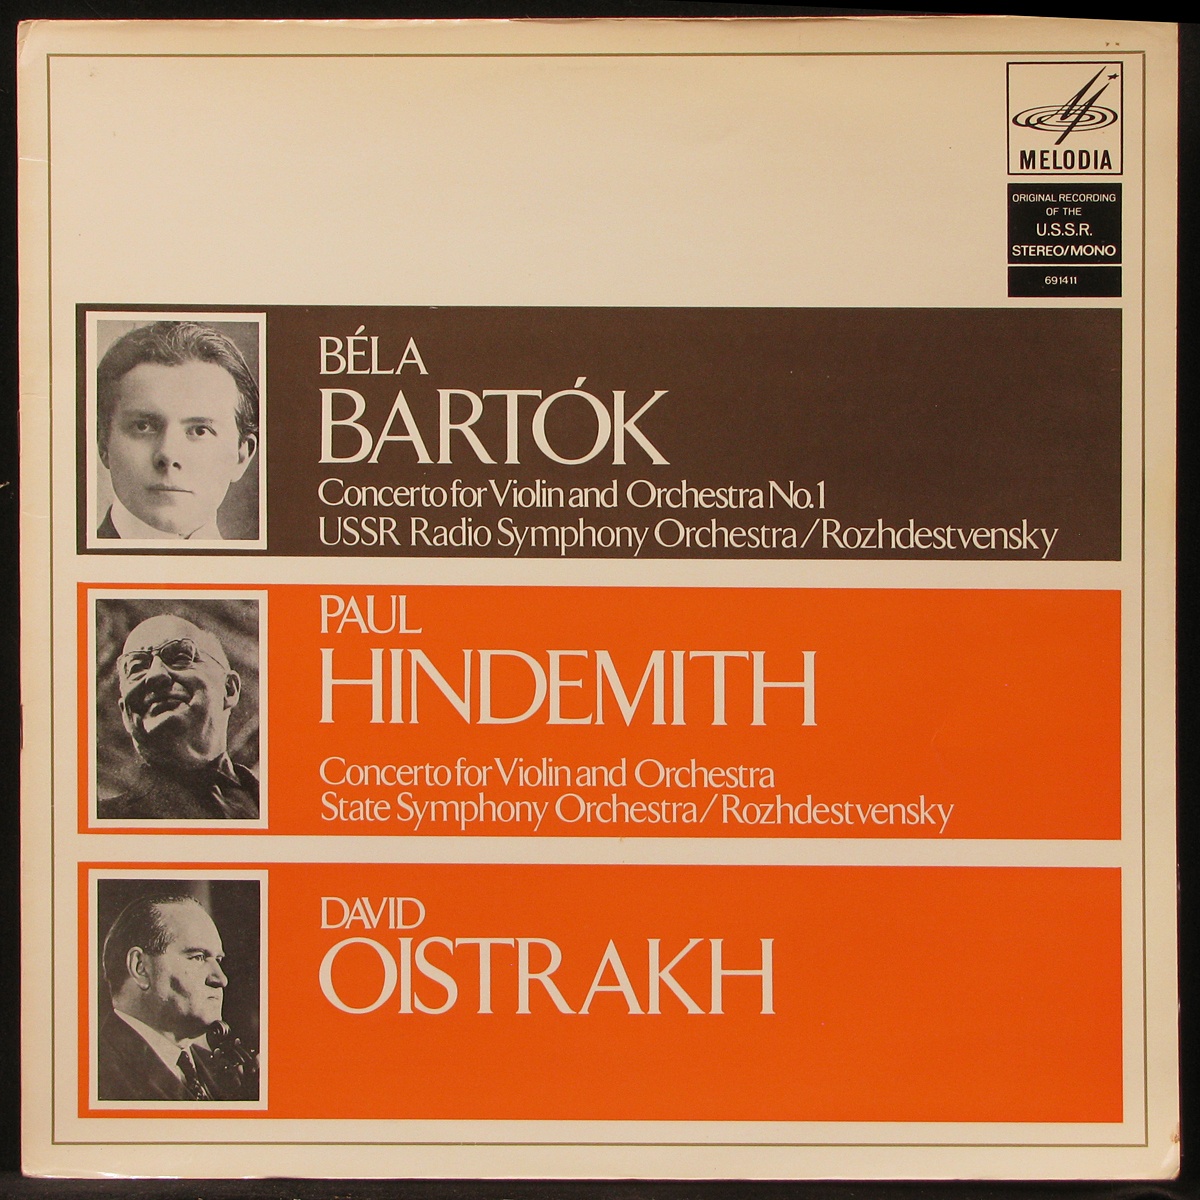 MELODIA
ORIGINAL RECORDING
OF THE
U.S.S.R.
STEREO/MONO
691411
BÉLA
BARTÓK
Concerto for Violin and Orchestra No.1
USSR Radio Symphony Orchestra/Rozhdestvensky
PAUL
HINDEMITH
Concerto for Violin and Orchestra
State Symphony Orchestra/Rozhdestvensky
DAVID
OISTRAKH